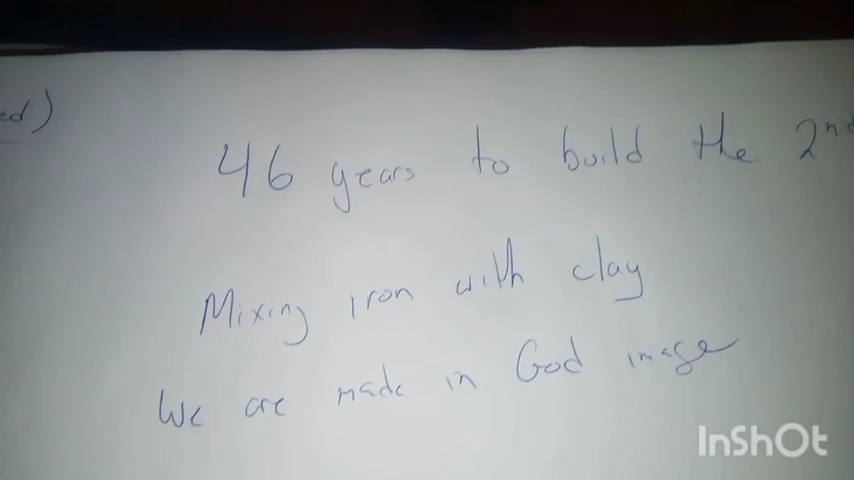 ed)
46 years to build the 2nd
Mixing iron with clay
We are made in God image
InShOt